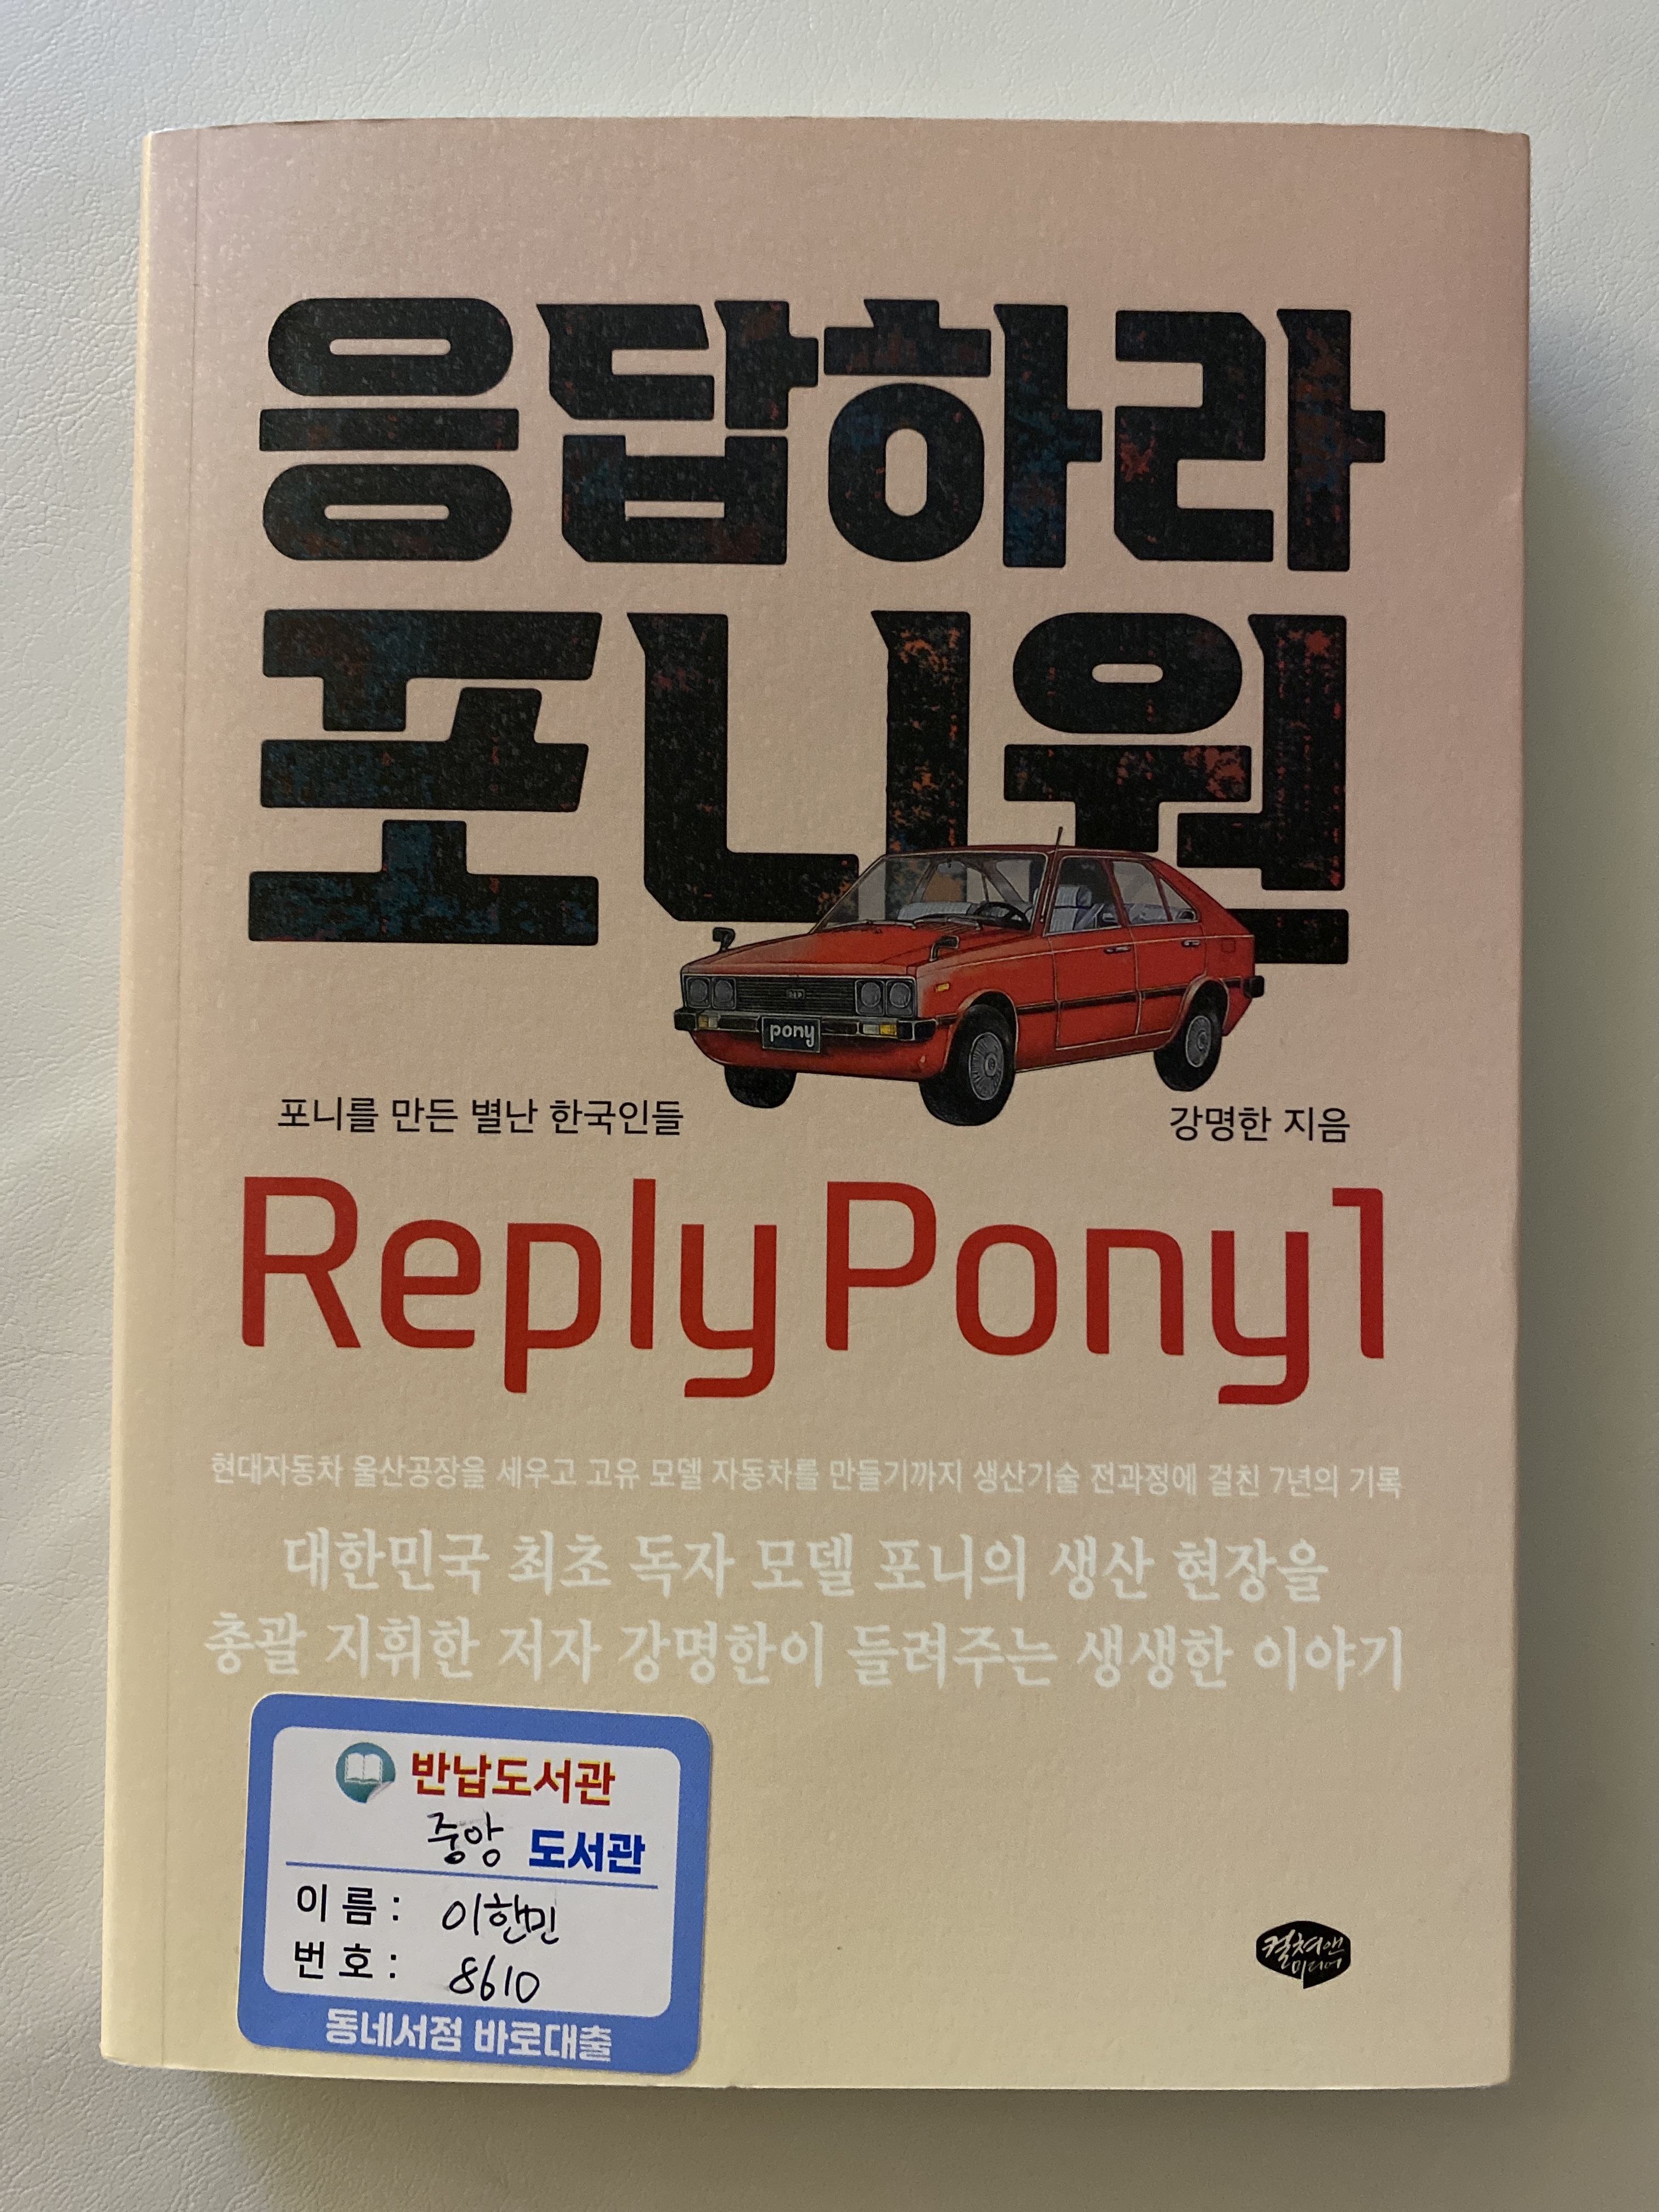 응답하라
포니원
pony
포니를 만든 별난 한국인들
강명한 지음
Reply Pony1
현대자동차 울산공장을 세우고 고유 모델 자동차를 만들기까지 생산기술 전과정에 걸친 7년의 기록
대한민국 최초 독자 모델 포니의 생산 현장을
총괄 지휘한 저자 강명한이 들려주는 생생한 이야기
반납도서관
중앙 도서관
이 름 :
번 호 : 8610
동네서점 바로대출
컬쳐앤
미디어